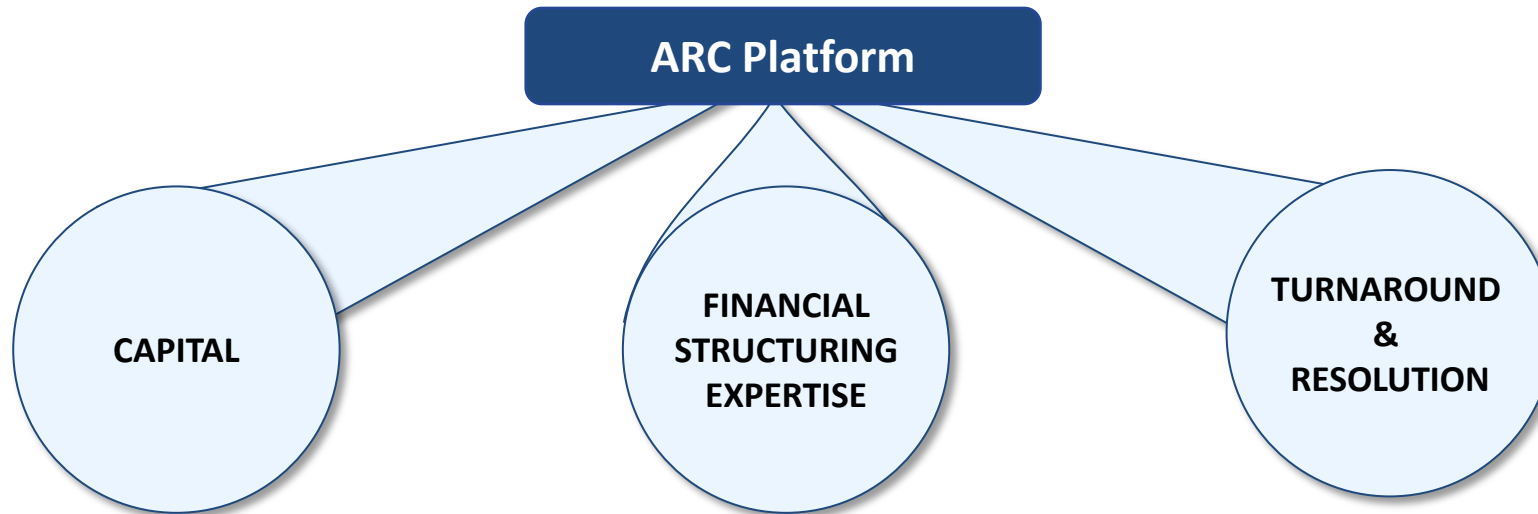 ARC Platform
CAPITAL
FINANCIAL
STRUCTURING
EXPERTISE
TURNAROUND
&
RESOLUTION